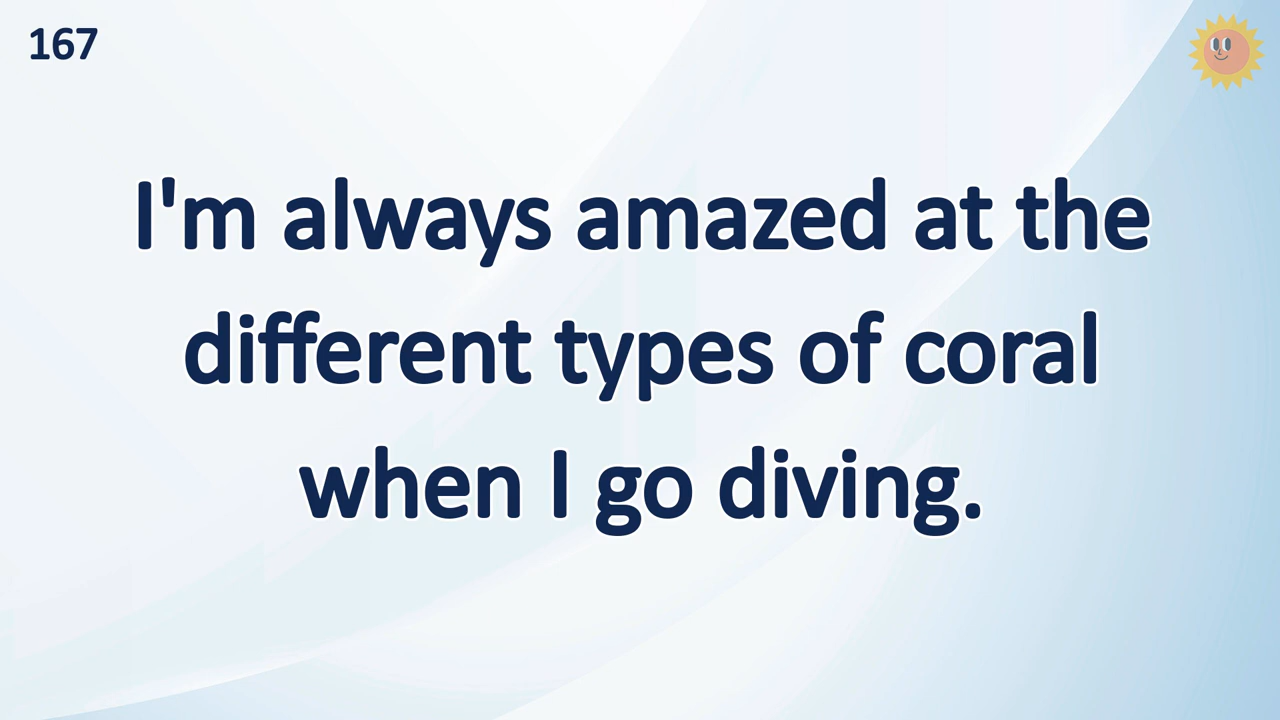 167
I'm always amazed at the
different types of coral
when I go diving.